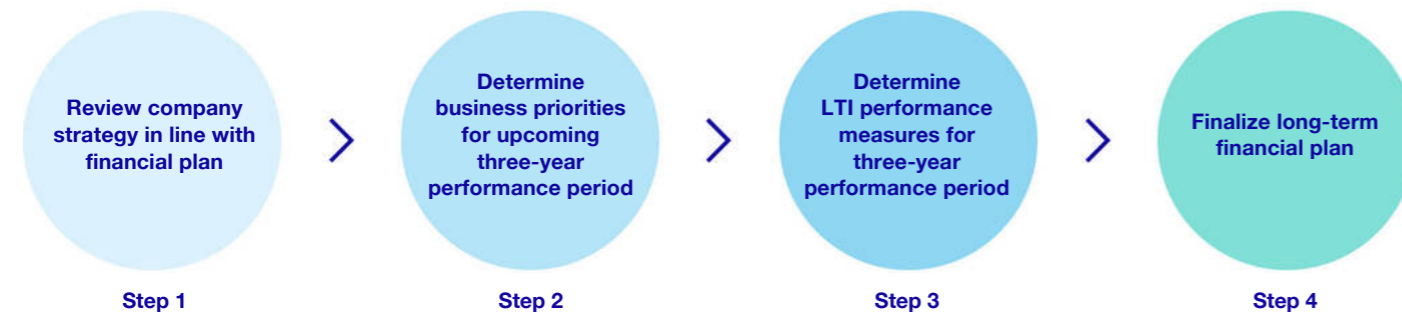 Review company
strategy in line with
financial plan
Determine
business priorities
for upcoming
three-year
performance period
Determine
LTI performance
measures for
three-year
performance period
Finalize long-term
financial plan
Step 1
Step 2
Step 3
Step 4